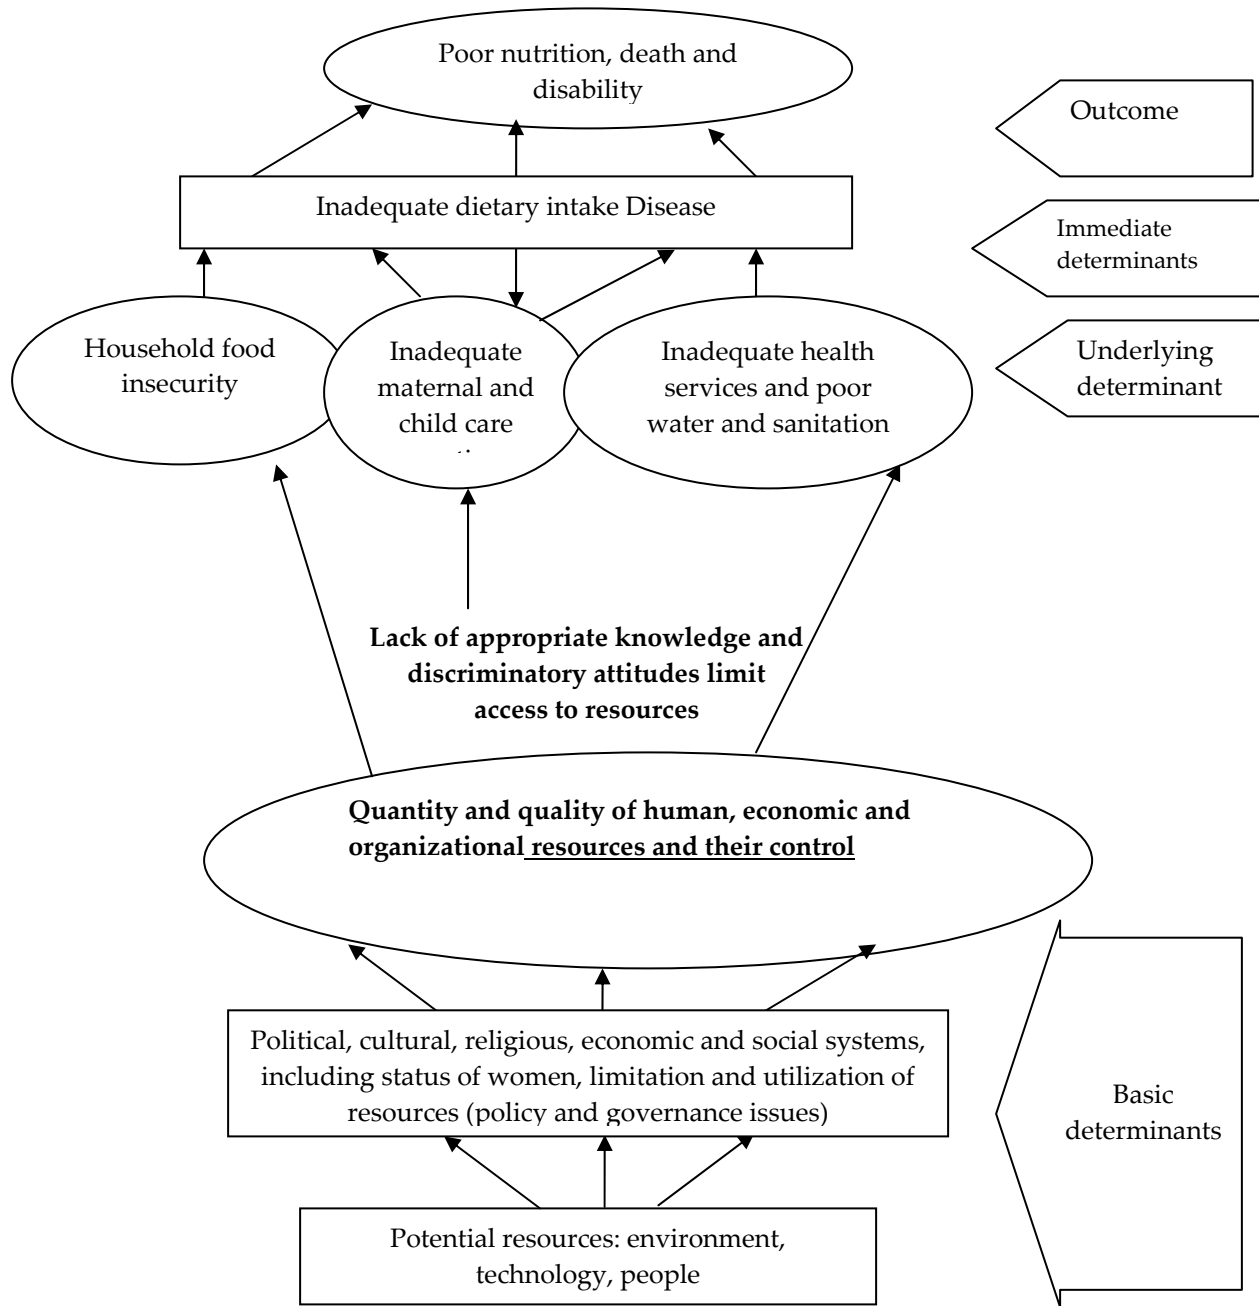 Poor nutrition, death and
disability
Outcome
Inadequate dietary intake Disease
Immediate
determinants
Household food
insecurity
Inadequate
maternal and
child care
Inadequate health
services and poor
water and sanitation
Underlying
determinant
Lack of appropriate knowledge and
discriminatory attitudes limit
access to resources
Quantity and quality of human, economic and
organizational resources and their control
Political, cultural, religious, economic and social systems,
including status of women, limitation and utilization of
resources (policy and governance issues)
Basic
determinants
Potential resources: environment,
technology, people